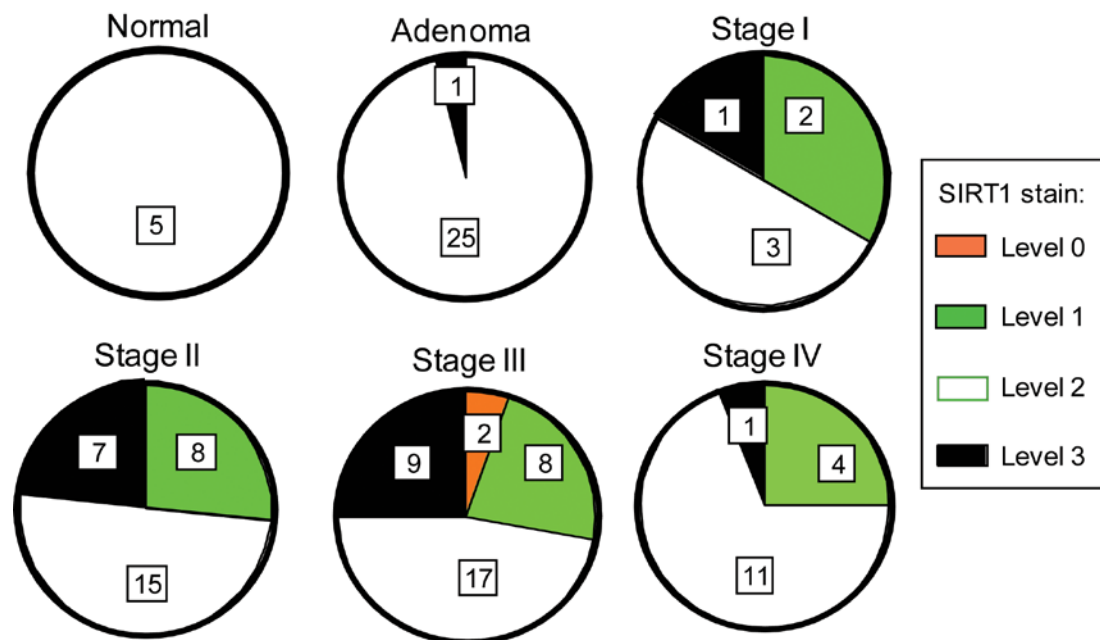 Normal
5
Adenoma
1
25
Stage I
1
2
3
Stage II
7
8
15
Stage III
2
9
8
17
Stage IV
1
4
11
SIRT1 stain:
Level 0
Level 1
Level 2
Level 3